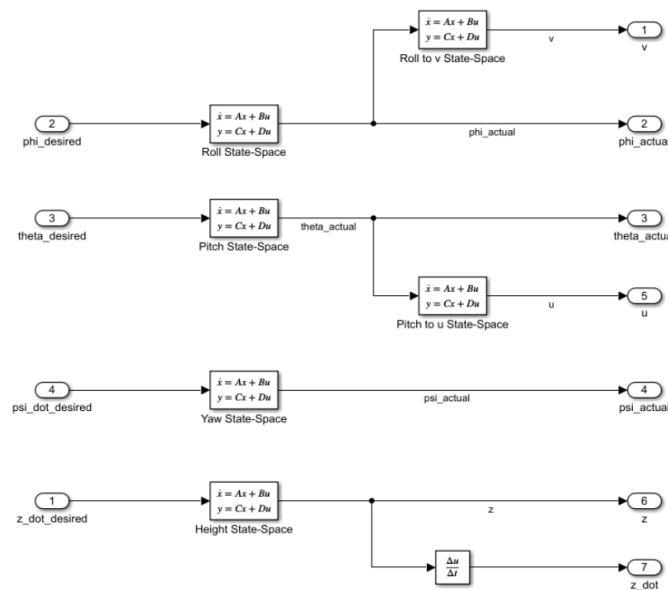 ẋ = Ax + Bu
y = Cx + Du
Roll to v State-Space
v
1
v
2
phi_desired
ẋ = Ax + Bu
y = Cx + Du
Roll State-Space
phi_actual
2
phi_actual
3
theta_desired
ẋ = Ax + Bu
y = Cx + Du
Pitch State-Space
theta_actual
3
theta_actua
ẋ = Ax + Bu
y = Cx + Du
Pitch to u State-Space
u
5
u
4
psi_dot_desired
ẋ = Ax + Bu
y = Cx + Du
Yaw State-Space
psi_actual
4
psi_actual
1
z_dot_desired
ẋ = Ax + Bu
y = Cx + Du
Height State-Space
z
6
z
Δu
Δt
7
z_dot